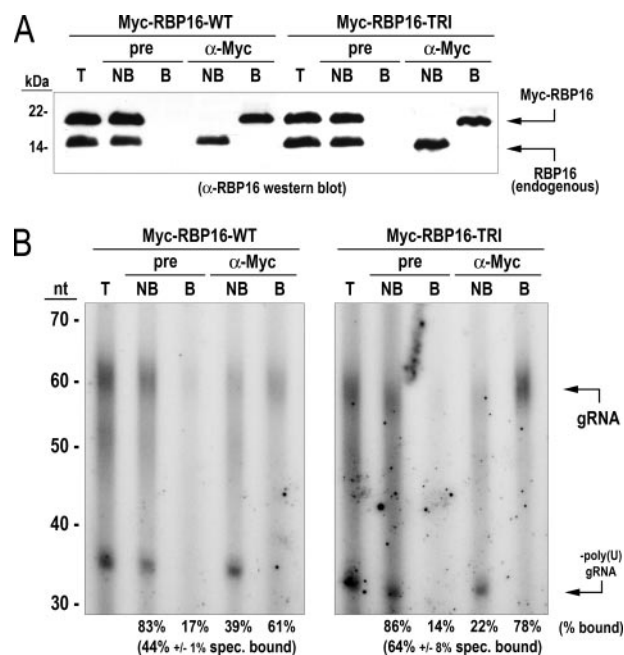 A
Myc-RBP16-WT Myc-RBP16-TRI
pre α-Myc pre α-Myc
kDa T NB B NB B T NB B NB B
22- Myc-RBP16
14- RBP16
(endogenous)
(α-RBP16 western blot)
B
Myc-RBP16-WT Myc-RBP16-TRI
pre α-Myc pre α-Myc
nt T NB B NB B T NB B NB B
70-
60-
gRNA
50-
40-
-poly(U)
gRNA
30-
83% 17% 39% 61% 86% 14% 22% 78% (% bound)
(44% +/- 1% spec. bound) (64% +/- 8% spec. bound)